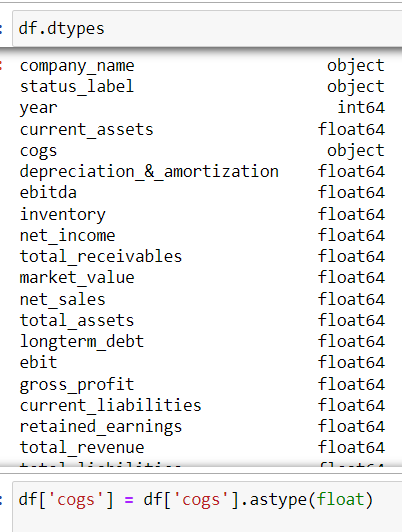 df.dtypes
company_name object
status_label object
year int64
current_assets float64
cogs object
depreciation_&_amortization float64
ebitda float64
inventory float64
net_income float64
total_receivables float64
market_value float64
net_sales float64
total_assets float64
longterm_debt float64
ebit float64
gross_profit float64
current_liabilities float64
retained_earnings float64
total_revenue float64
total_liabilities float64
df['cogs'] = df['cogs'].astype(float)